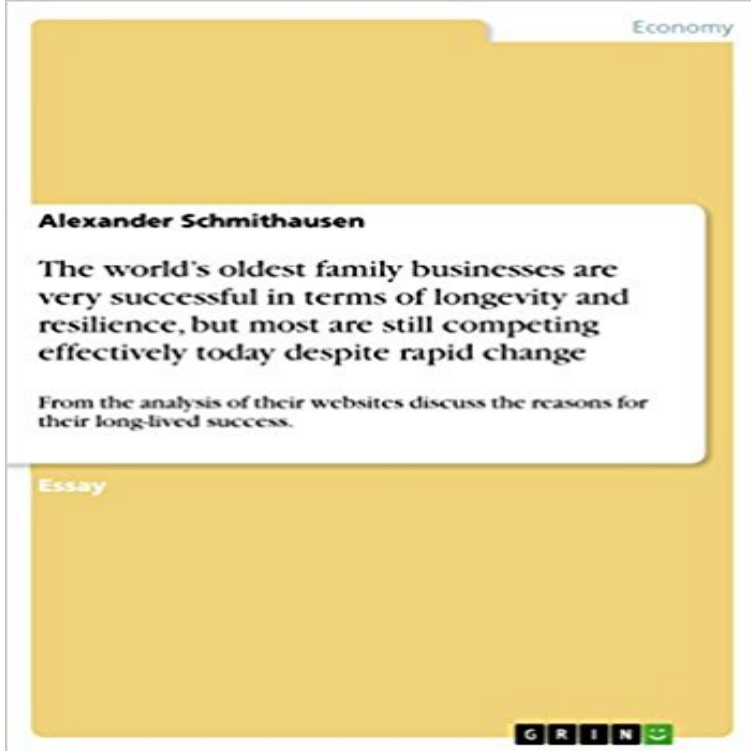 Economy
Alexander Schmithausen
The world's oldest family businesses are
very successful in terms of longevity and
resilience, but most are still competing
effectively today despite rapid change
From the analysis of their websites discuss the reasons for
their long-lived success.
Essay
GRIN